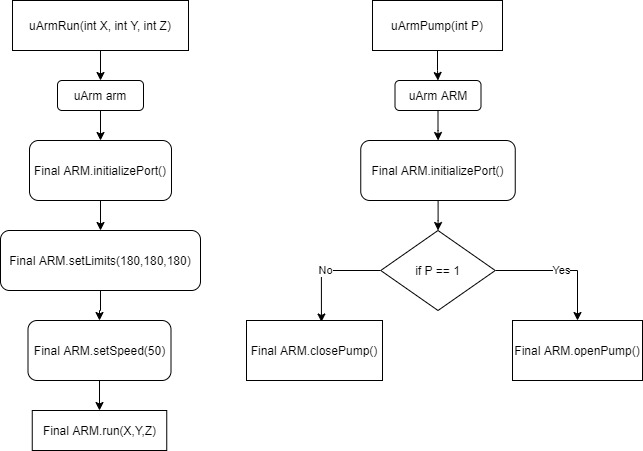 uArmRun(int X, int Y, int Z)
uArm arm
Final ARM.initializePort()
Final ARM.setLimits(180,180,180)
Final ARM.setSpeed(50)
Final ARM.run(X,Y,Z)
uArmPump(int P)
uArm ARM
Final ARM.initializePort()
if P == 1
No
Yes
Final ARM.closePump()
Final ARM.openPump()